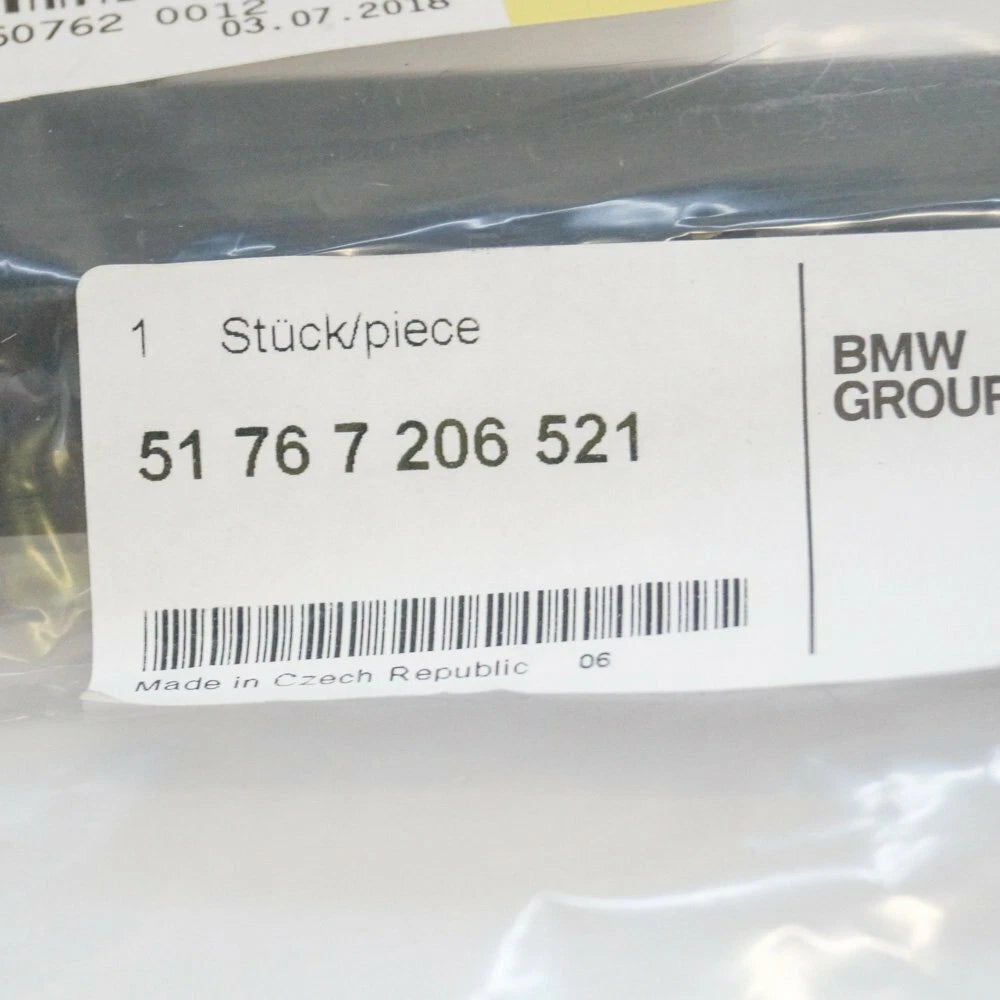 0012
03.07.2018
1 Stück/piece
51 76 7 206 521
BMW
GROUP
Made in Czech Republic 06